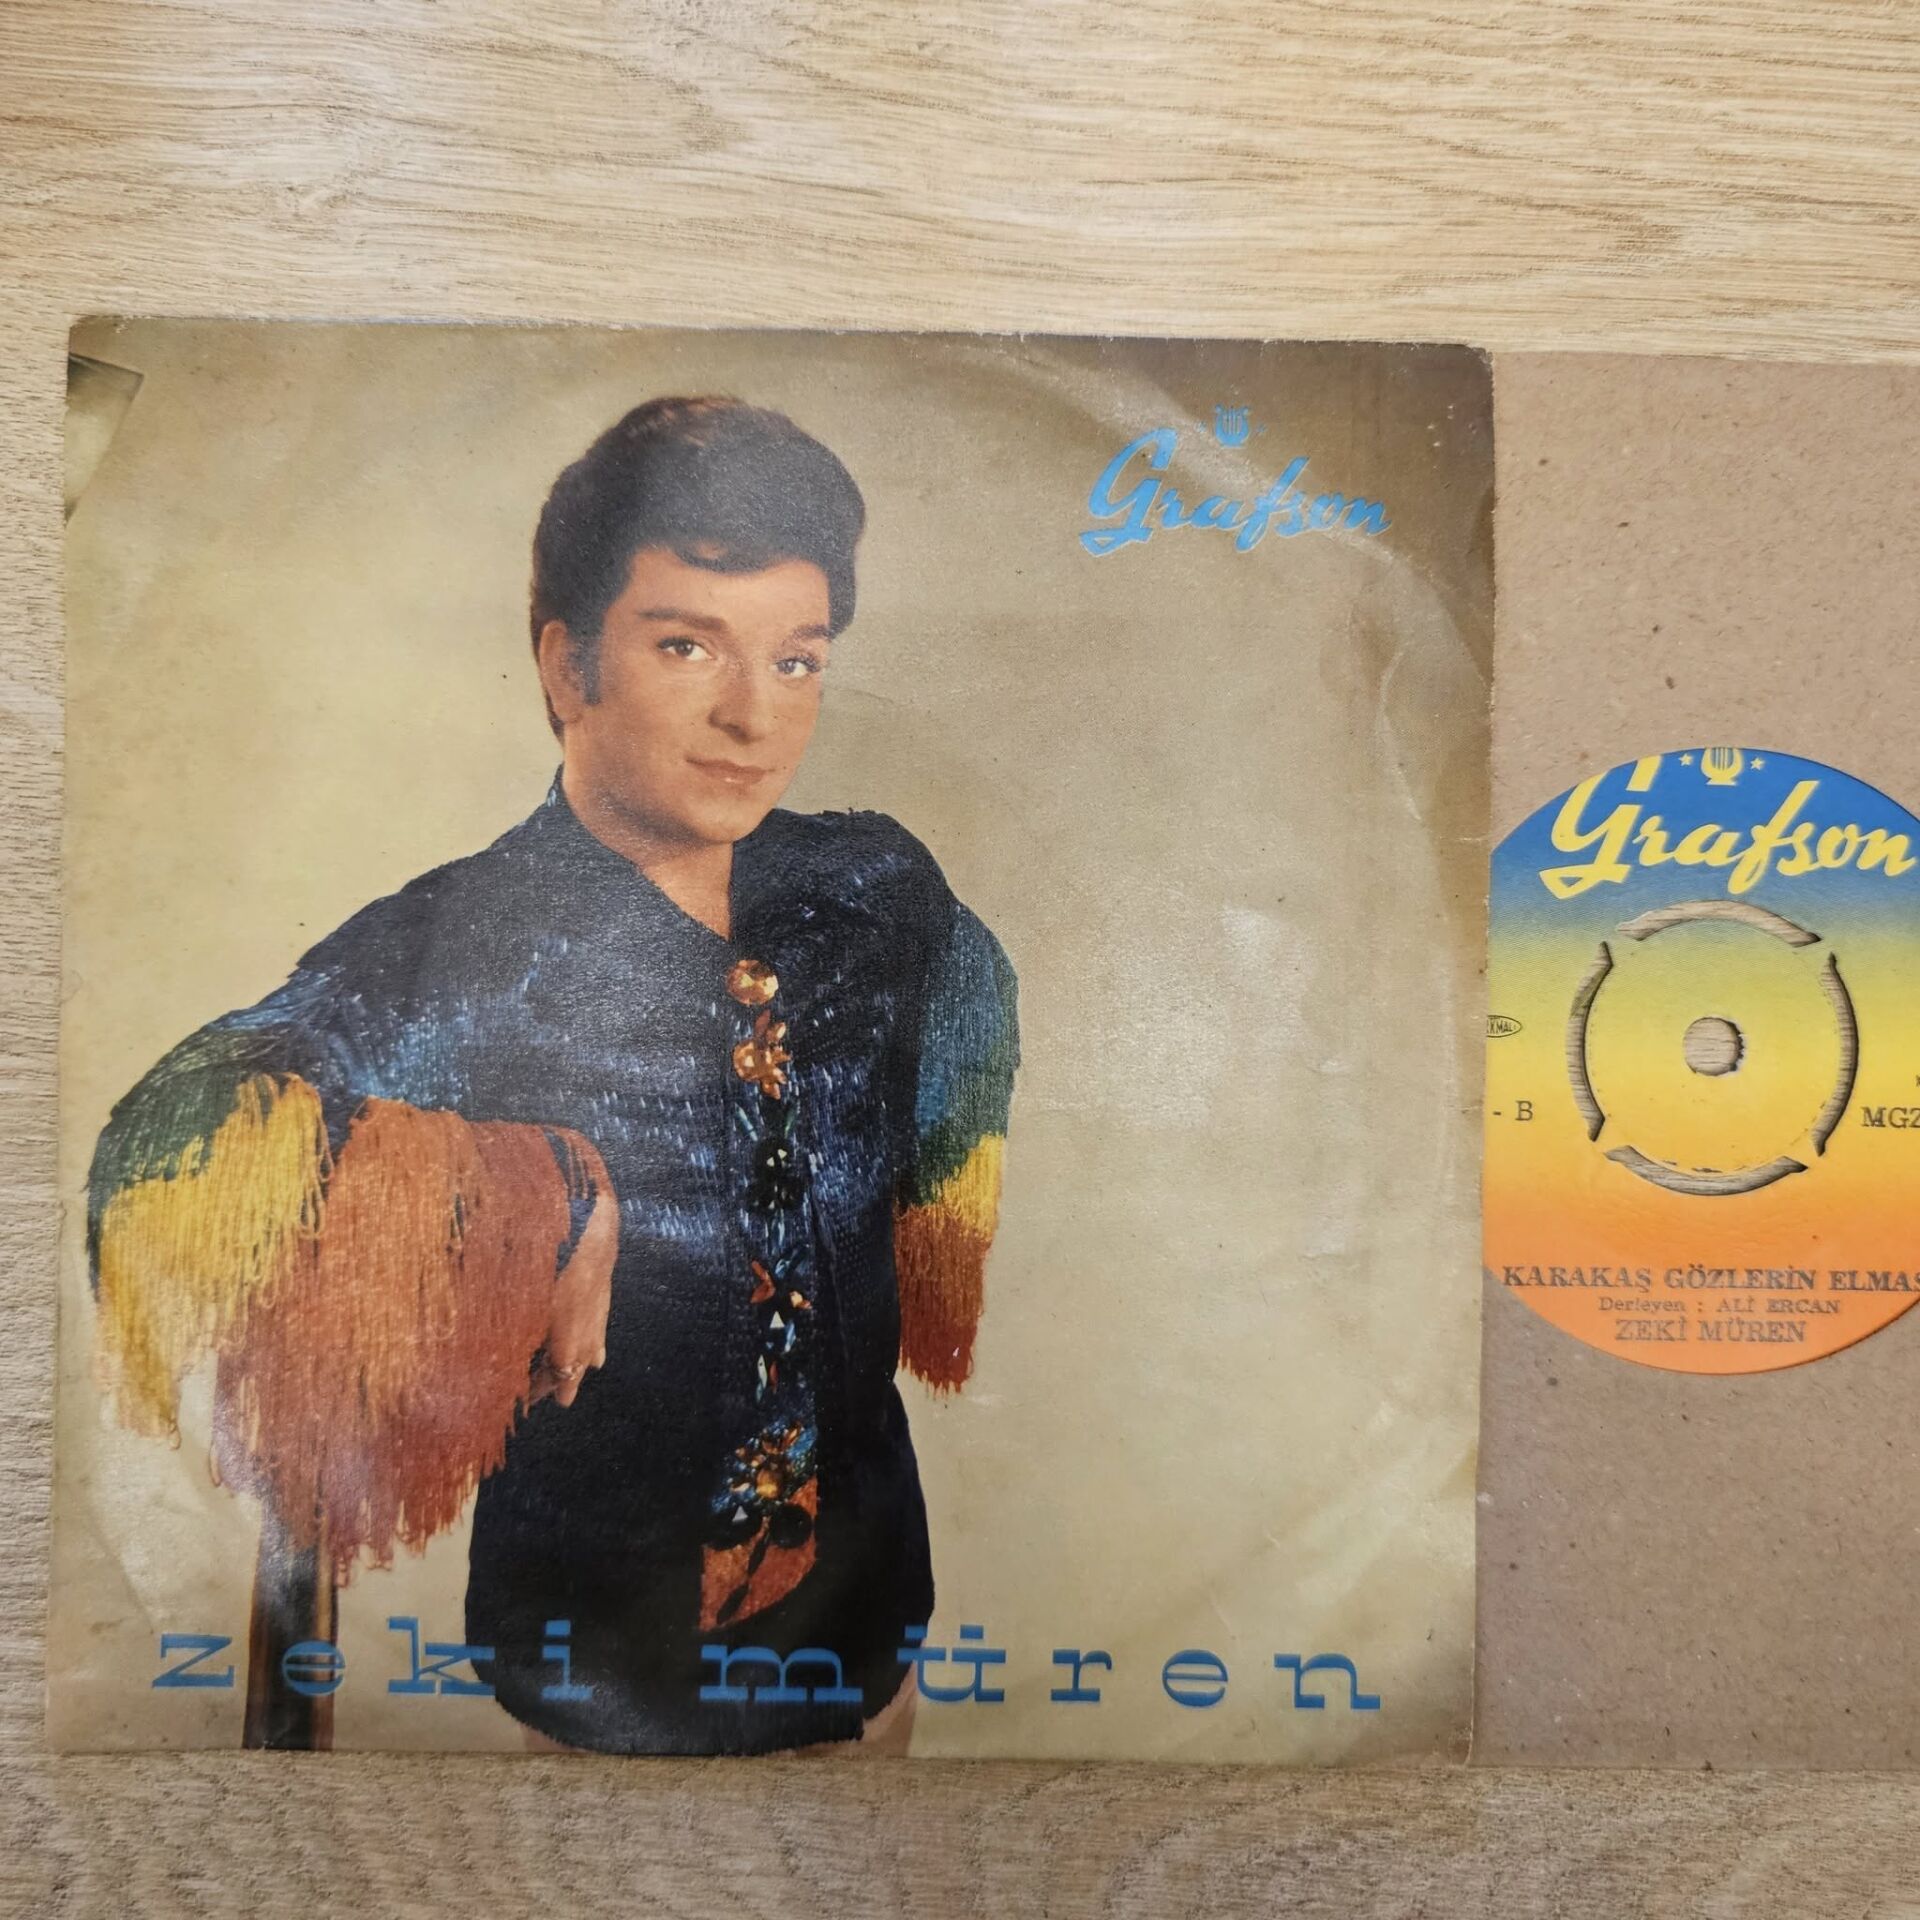 Grafson
zeki müren
Grafson
- B
MGZ
KARAKAŞ GÖZLERİN ELMAS
Derleyen : ALİ ERCAN
ZEKİ MÜREN